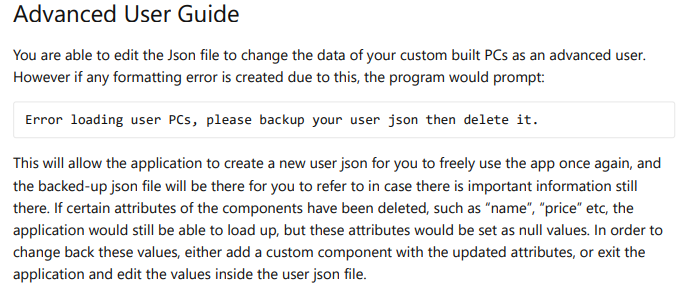 Advanced User Guide
You are able to edit the Json file to change the data of your custom built PCs as an advanced user.
However if any formatting error is created due to this, the program would prompt:
Error loading user PCs, please backup your user json then delete it.
This will allow the application to create a new user json for you to freely use the app once again, and
the backed-up json file will be there for you to refer to in case there is important information still
there. If certain attributes of the components have been deleted, such as “name”, “price” etc, the
application would still be able to load up, but these attributes would be set as null values. In order to
change back these values, either add a custom component with the updated attributes, or exit the
application and edit the values inside the user json file.